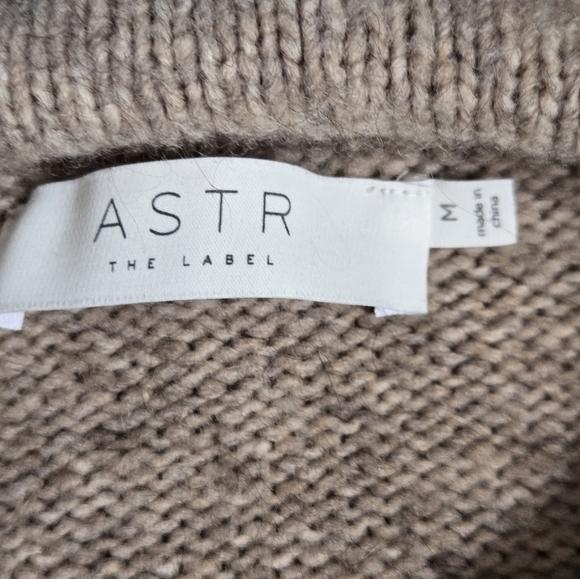 ASTR
THE LABEL
M
made in
china